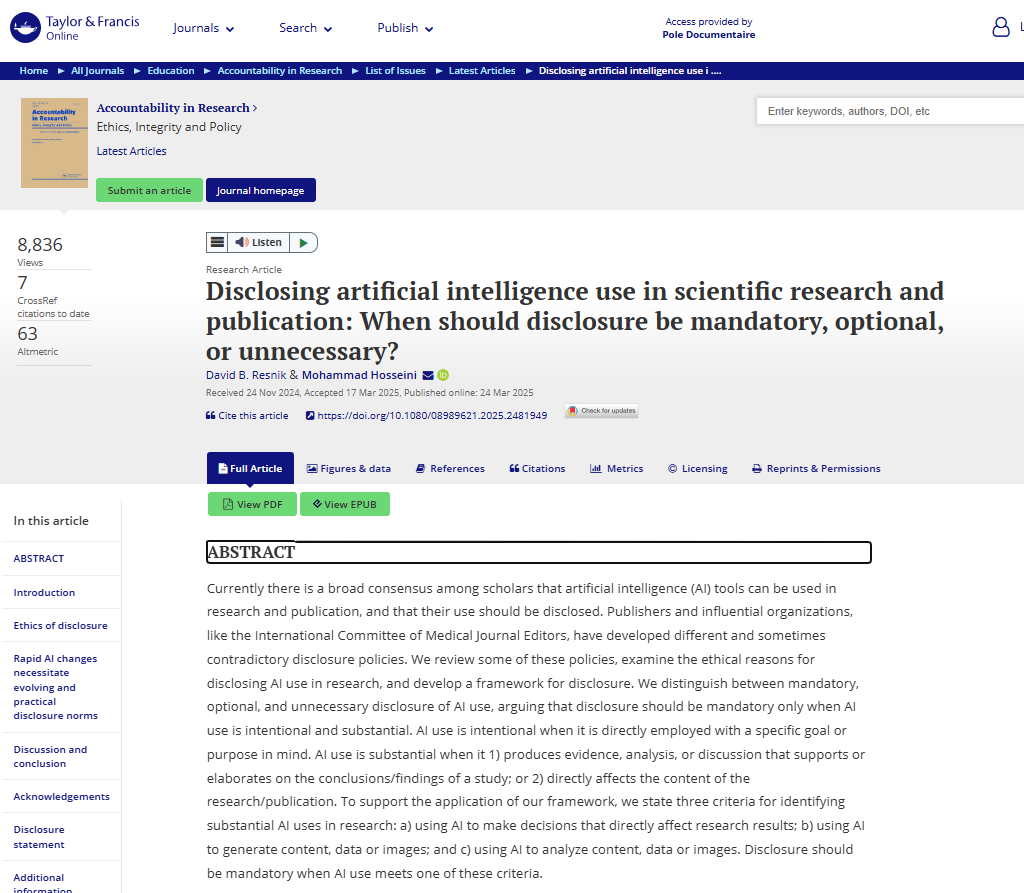 Taylor & Francis
Online
Journals
Search
Publish
Access provided by
Pole Documentaire
Home ► All Journals ► Education ► Accountability in Research ► List of Issues ► Latest Articles ► Disclosing artificial intelligence use i ....
Accountability
in Research
Accountability in Research ›
Ethics, Integrity and Policy
Latest Articles
Enter keywords, authors, DOI, etc
Submit an article
Journal homepage
8,836
Views
7
CrossRef
citations to date
63
Altmetric
Listen
Research Article
Disclosing artificial intelligence use in scientific research and
publication: When should disclosure be mandatory, optional,
or unnecessary?
David B. Resnik & Mohammad Hosseini iD
Received 24 Nov 2024, Accepted 17 Mar 2025, Published online: 24 Mar 2025
Cite this article
https://doi.org/10.1080/08989621.2025.2481949
Check for updates
Full Article
Figures & data
References
Citations
Metrics
© Licensing
Reprints & Permissions
View PDF
View EPUB
In this article
ABSTRACT
Introduction
Ethics of disclosure
Rapid AI changes
necessitate
evolving and
practical
disclosure norms
Discussion and
conclusion
Acknowledgements
Disclosure
statement
Additional
information
ABSTRACT
Currently there is a broad consensus among scholars that artificial intelligence (AI) tools can be used in
research and publication, and that their use should be disclosed. Publishers and influential organizations,
like the International Committee of Medical Journal Editors, have developed different and sometimes
contradictory disclosure policies. We review some of these policies, examine the ethical reasons for
disclosing AI use in research, and develop a framework for disclosure. We distinguish between mandatory,
optional, and unnecessary disclosure of AI use, arguing that disclosure should be mandatory only when AI
use is intentional and substantial. AI use is intentional when it is directly employed with a specific goal or
purpose in mind. AI use is substantial when it 1) produces evidence, analysis, or discussion that supports or
elaborates on the conclusions/findings of a study; or 2) directly affects the content of the
research/publication. To support the application of our framework, we state three criteria for identifying
substantial AI uses in research: a) using AI to make decisions that directly affect research results; b) using AI
to generate content, data or images; and c) using AI to analyze content, data or images. Disclosure should
be mandatory when AI use meets one of these criteria.